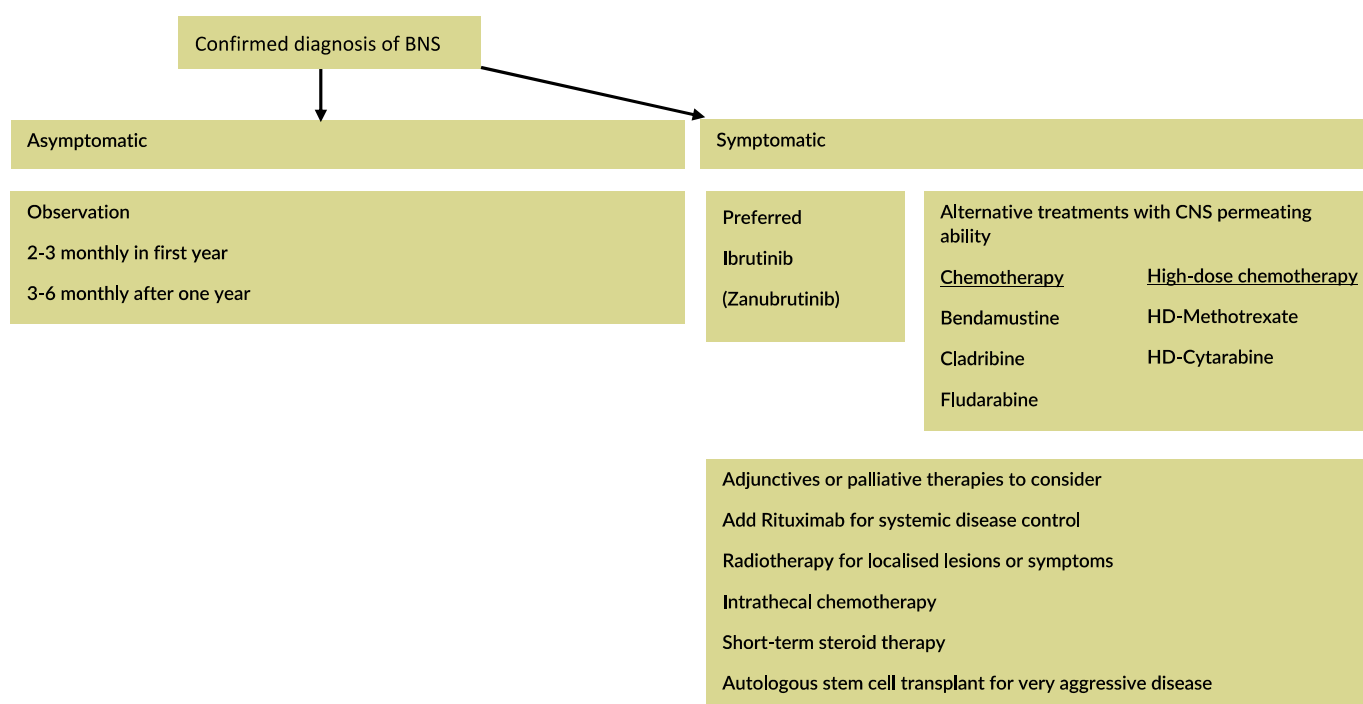 Confirmed diagnosis of BNS
Asymptomatic
Symptomatic
Observation
2-3 monthly in first year
3-6 monthly after one year
Preferred
Ibrutinib
(Zanubrutinib)
Alternative treatments with CNS permeating
ability
Chemotherapy
Bendamustine
Cladribine
Fludarabine
High-dose chemotherapy
HD-Methotrexate
HD-Cytarabine
Adjunctives or palliative therapies to consider
Add Rituximab for systemic disease control
Radiotherapy for localised lesions or symptoms
Intrathecal chemotherapy
Short-term steroid therapy
Autologous stem cell transplant for very aggressive disease